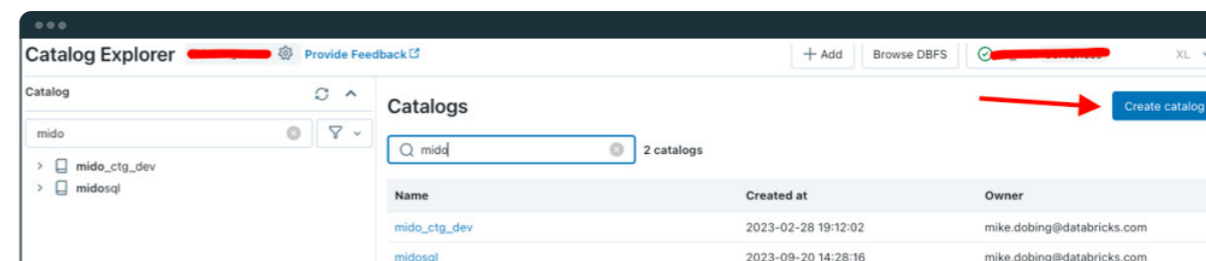 Catalog Explorer Provide Feedback + Add Browse DBFS XL
Catalog
mido
mido_ctg_dev
midosql
Catalogs
Create catalog
mido
2 catalogs
Name Created at Owner
mido_ctg_dev 2023-02-28 19:12:02 mike.dobing@databricks.com
midosql 2023-09-20 14:28:16 mike.dobing@databricks.com